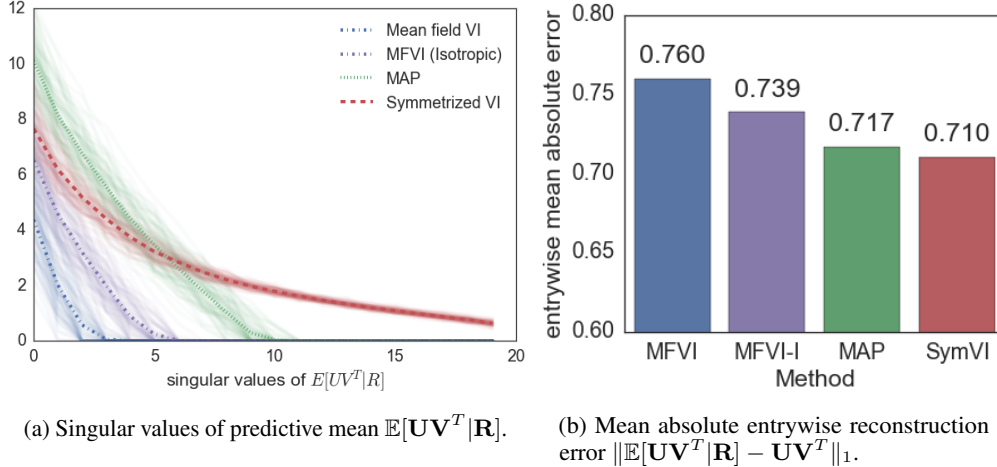 12
10
8
6
4
2
0
0
5
10
15
20
Mean field VI
MFVI (Isotropic)
MAP
Symmetrized VI
singular values of E[UV^T|R]
(a) Singular values of predictive mean 𝔼[UV^T|R].
entrywise mean absolute error
0.80
0.75
0.70
0.65
0.60
0.760
0.739
0.717
0.710
MFVI
MFVI-I
MAP
SymVI
Method
(b) Mean absolute entrywise reconstruction
error ‖𝔼[UV^T|R] − UV^T‖₁.